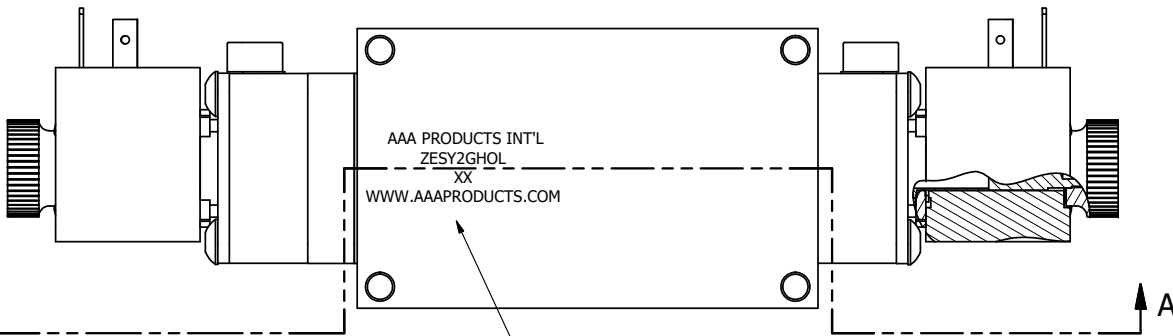 AAA PRODUCTS INT'L
ZESY2GHOL
XX
WWW.AAAPRODUCTS.COM
A